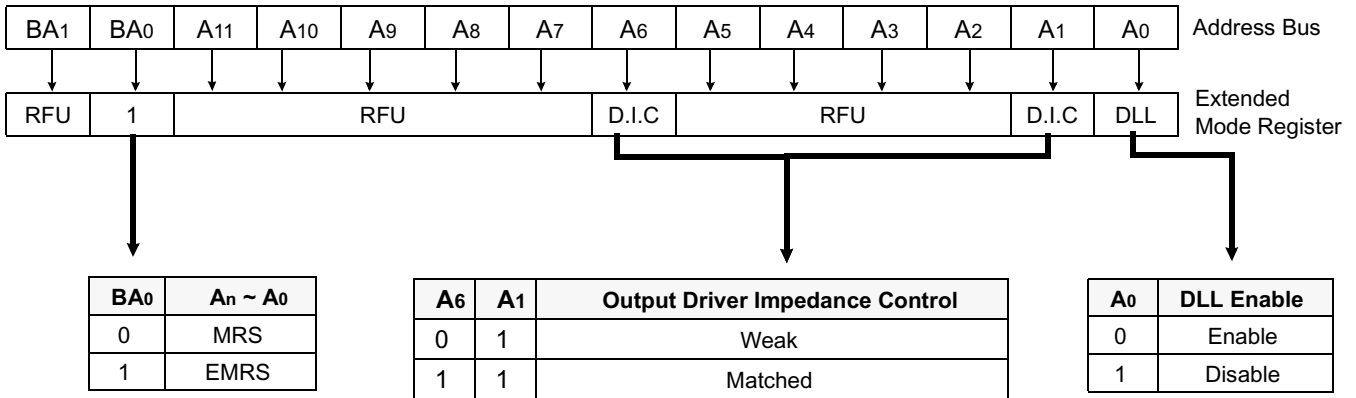 BA1 BA0 A11 A10 A9 A8 A7 A6 A5 A4 A3 A2 A1 A0 Address Bus
RFU 1 RFU D.I.C RFU D.I.C DLL Extended
Mode Register
BA0 An ~ A0
0 MRS
1 EMRS
A6 A1 Output Driver Impedance Control
0 1 Weak
1 1 Matched
A0 DLL Enable
0 Enable
1 Disable